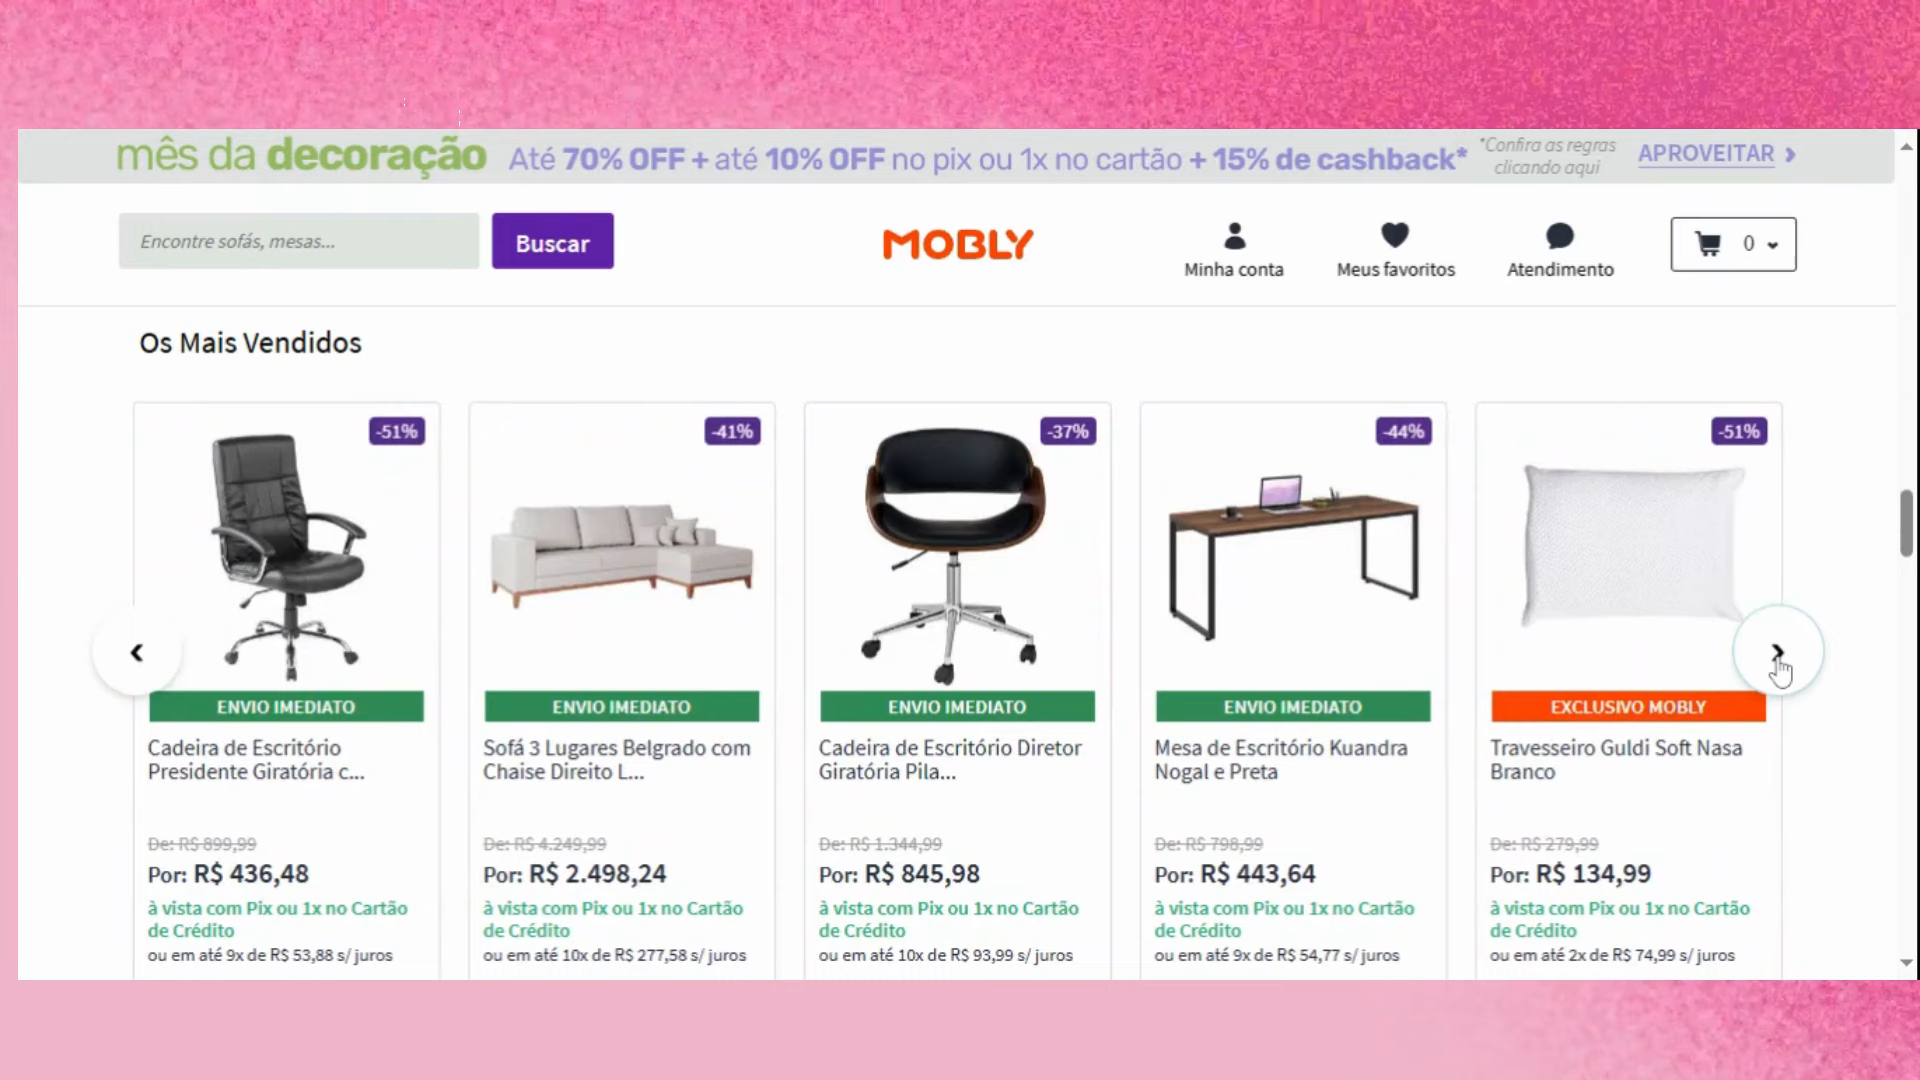 mês da decoração Até 70% OFF + até 10% OFF no pix ou 1x no cartão + 15% de cashback* *Confira as regras
clicando aqui APROVEITAR
Encontre sofás, mesas...
Buscar
MOBLY
Minha conta
Meus favoritos
Atendimento
0
Os Mais Vendidos
-51%
ENVIO IMEDIATO
Cadeira de Escritório
Presidente Giratória c...
De: R$ 899,99
Por: R$ 436,48
à vista com Pix ou 1x no Cartão
de Crédito
ou em até 9x de R$ 53,88 s/ juros
-41%
ENVIO IMEDIATO
Sofá 3 Lugares Belgrado com
Chaise Direito L...
De: R$ 4.249,99
Por: R$ 2.498,24
à vista com Pix ou 1x no Cartão
de Crédito
ou em até 10x de R$ 277,58 s/ juros
-37%
ENVIO IMEDIATO
Cadeira de Escritório Diretor
Giratória Pila...
De: R$ 1.344,99
Por: R$ 845,98
à vista com Pix ou 1x no Cartão
de Crédito
ou em até 10x de R$ 93,99 s/ juros
-44%
ENVIO IMEDIATO
Mesa de Escritório Kuandra
Nogal e Preta
De: R$ 798,99
Por: R$ 443,64
à vista com Pix ou 1x no Cartão
de Crédito
ou em até 9x de R$ 54,77 s/ juros
-51%
EXCLUSIVO MOBLY
Travesseiro Guldi Soft Nasa
Branco
De: R$ 279,99
Por: R$ 134,99
à vista com Pix ou 1x no Cartão
de Crédito
ou em até 2x de R$ 74,99 s/ juros